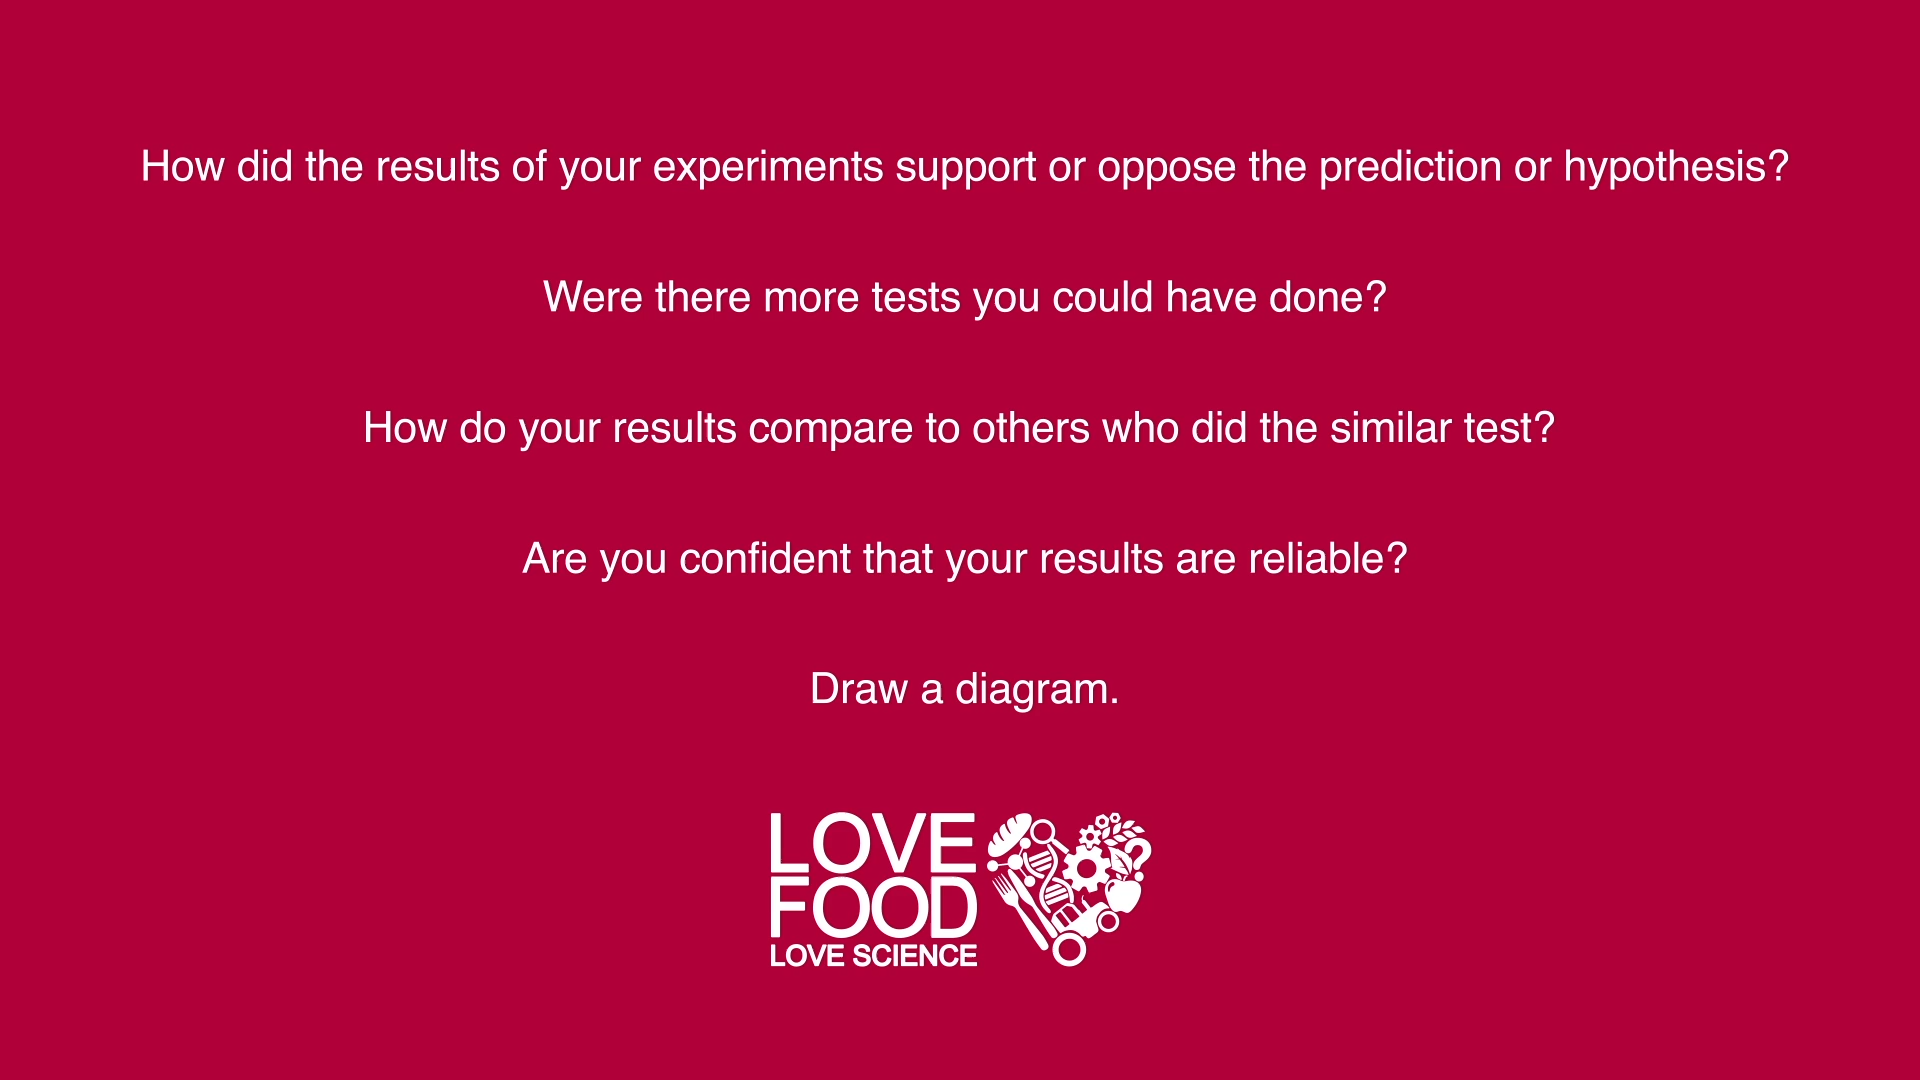 How did the results of your experiments support or oppose the prediction or hypothesis?
Were there more tests you could have done?
How do your results compare to others who did the similar test?
Are you confident that your results are reliable?
Draw a diagram.
LOVE
FOOD
LOVE SCIENCE
?